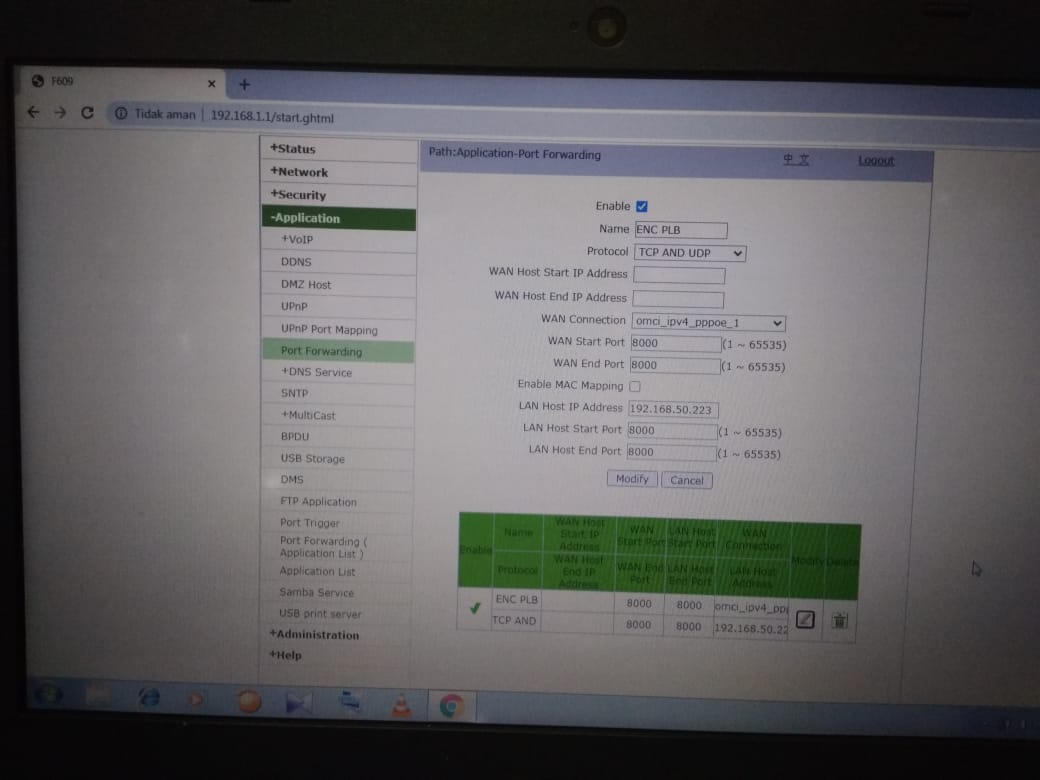 F609
Tidak aman 192.168.1.1/start.ghtml
+Status
+Network
+Security
-Application
+VoIP
DDNS
DMZ Host
UPnP
UPnP Port Mapping
Port Forwarding
+DNS Service
SNTP
+MultiCast
BPDU
USB Storage
DMS
FTP Application
Port Trigger
Port Forwarding (
Application List )
Application List
Samba Service
USB print server
+Administration
+Help
Path:Application-Port Forwarding 中文 Logout
Enable
Name ENC PLB
Protocol TCP AND UDP
WAN Host Start IP Address
WAN Host End IP Address
WAN Connection omci_ipv4_pppoe_1
WAN Start Port 8000 (1 ~ 65535)
WAN End Port 8000 (1 ~ 65535)
Enable MAC Mapping
LAN Host IP Address 192.168.50.223
LAN Host Start Port 8000 (1 ~ 65535)
LAN Host End Port 8000 (1 ~ 65535)
Modify Cancel
Enable
Name
WAN Host
Start IP
Address
WAN
Start Port
LAN Host
Start Port
WAN
Connection
Modify
Delete
Protocol
WAN Host
End IP
Address
WAN End
Port
LAN Host
End Port
LAN Host
Address
ENC PLB 8000 8000 omci_ipv4_ppp
TCP AND 8000 8000 192.168.50.22